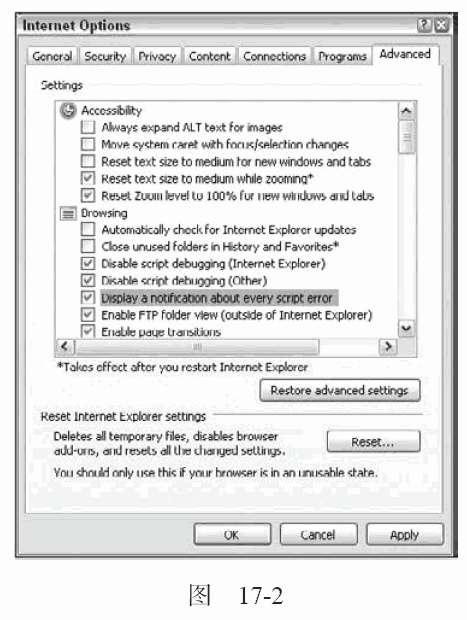 Internet Options
General Security Privacy Content Connections Programs Advanced
Settings
Accessibility
Always expand ALT text for images
Move system caret with focus/selection changes
Reset text size to medium for new windows and tabs
Reset text size to medium while zooming*
Reset Zoom level to 100% for new windows and tabs
Browsing
Automatically check for Internet Explorer updates
Close unused folders in History and Favorites*
Disable script debugging (Internet Explorer)
Disable script debugging (Other)
Display a notification about every script error
Enable FTP folder view (outside of Internet Explorer)
Enable page transitions
*Takes effect after you restart Internet Explorer
Restore advanced settings
Reset Internet Explorer settings
Deletes all temporary files, disables browser
add-ons, and resets all the changed settings.
Reset...
You should only use this if your browser is in an unusable state.
OK Cancel Apply
图 17-2